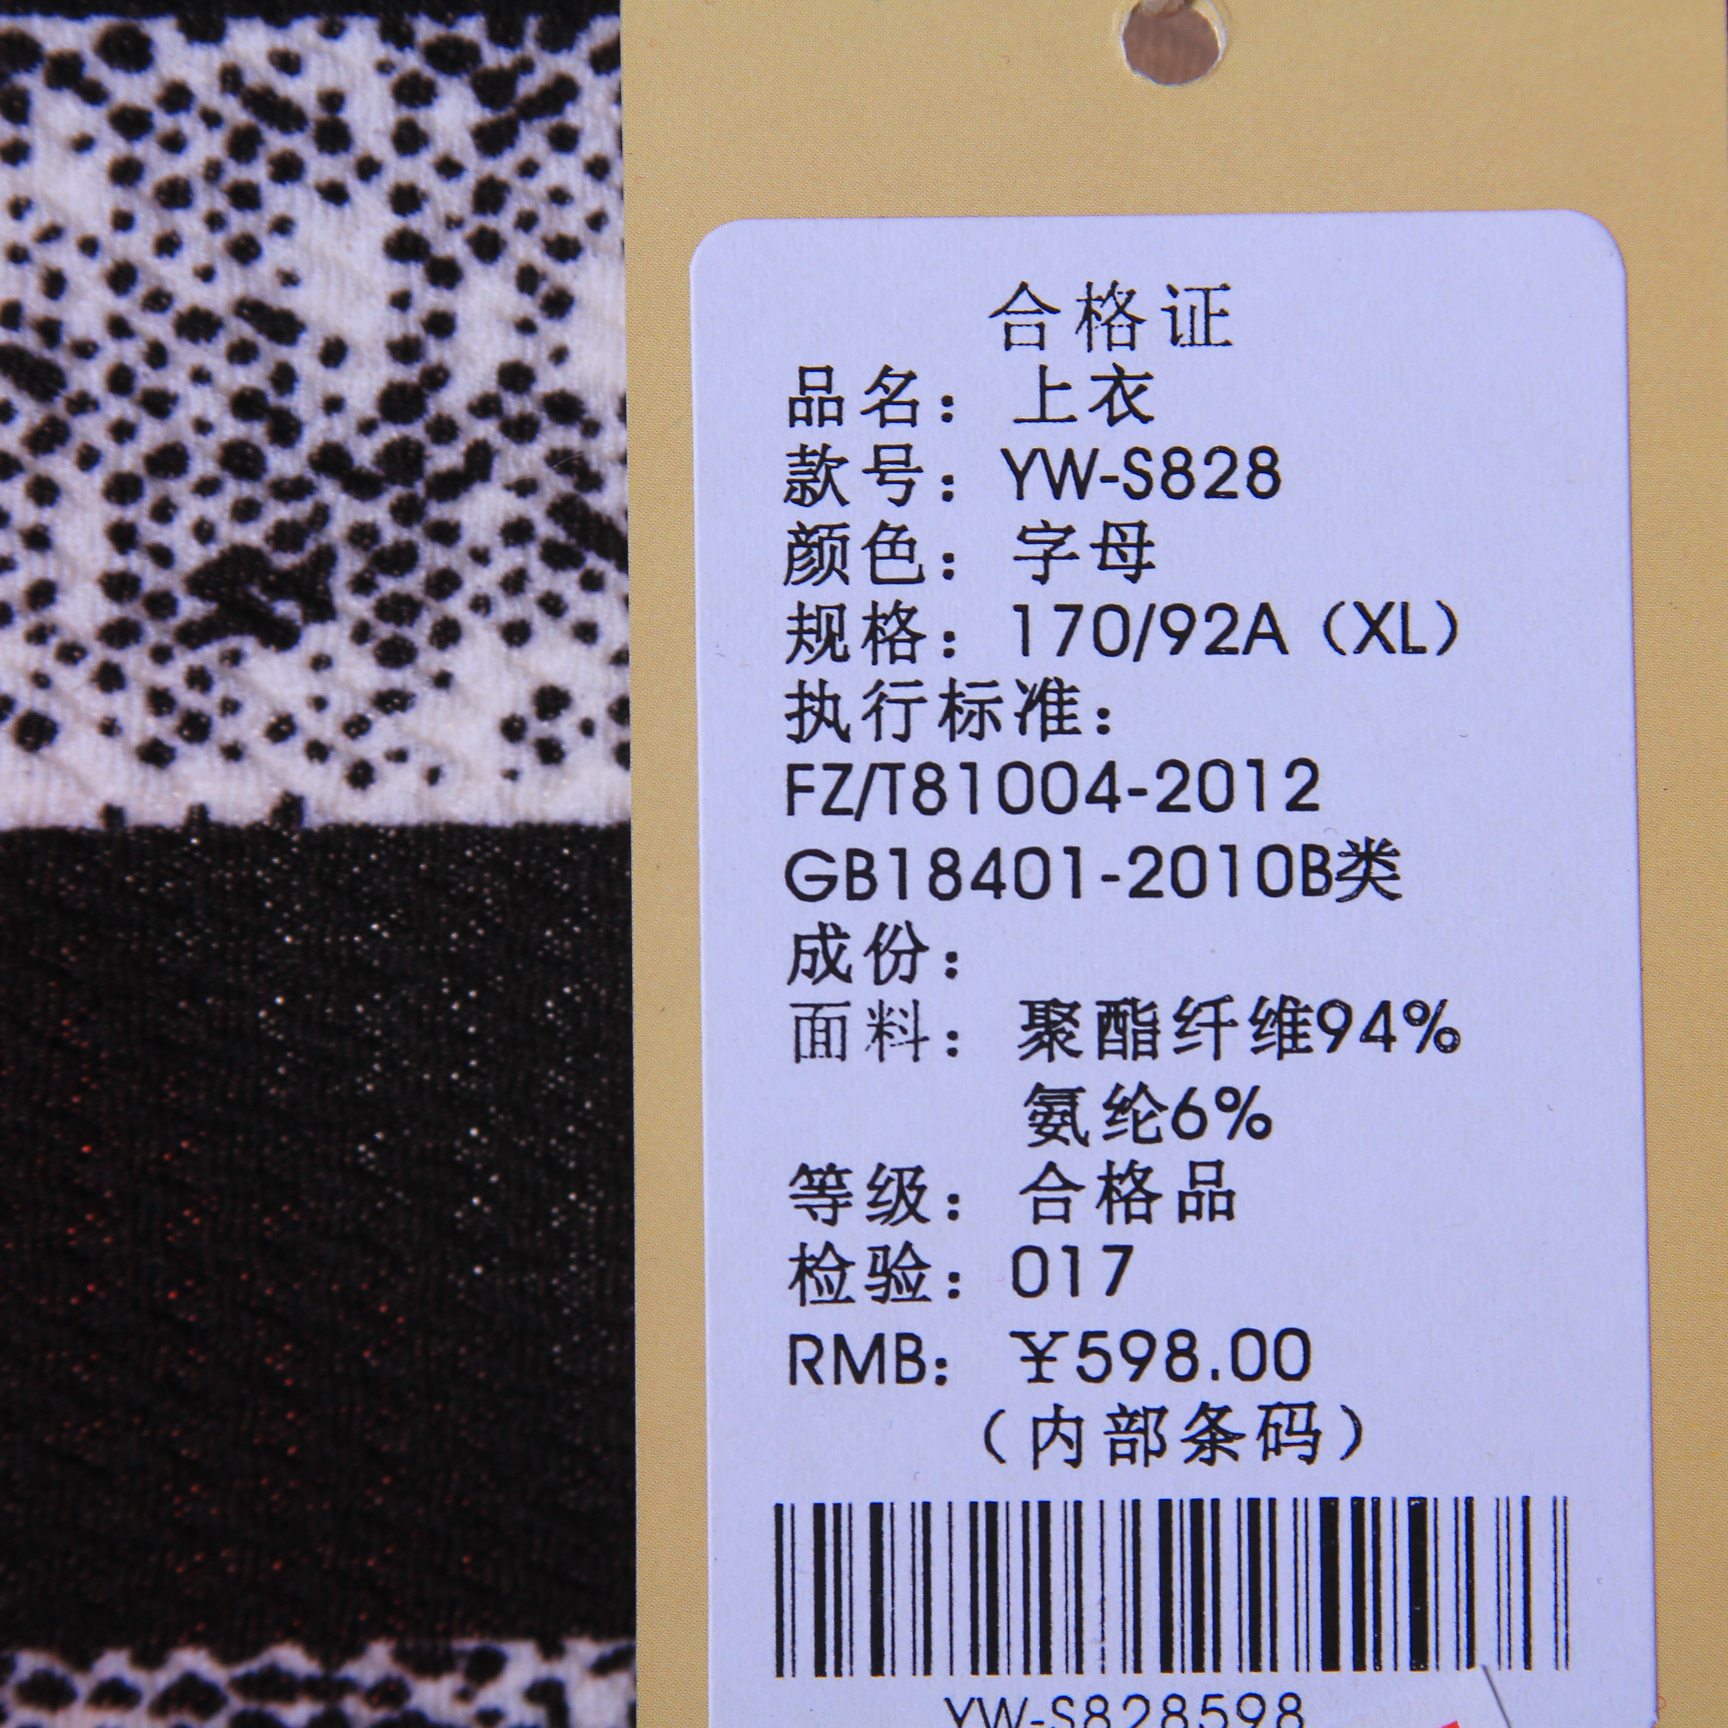 合格证
品名：上衣
款号：YW-S828
颜色：字母
规格：170/92A（XL）
执行标准：
FZ/T81004-2012
GB18401-2010B类
成份：
面料：聚酯纤维94%
氨纶6%
等级：合格品
检验：017
RMB：￥598.00
（内部条码）
YW-S828598